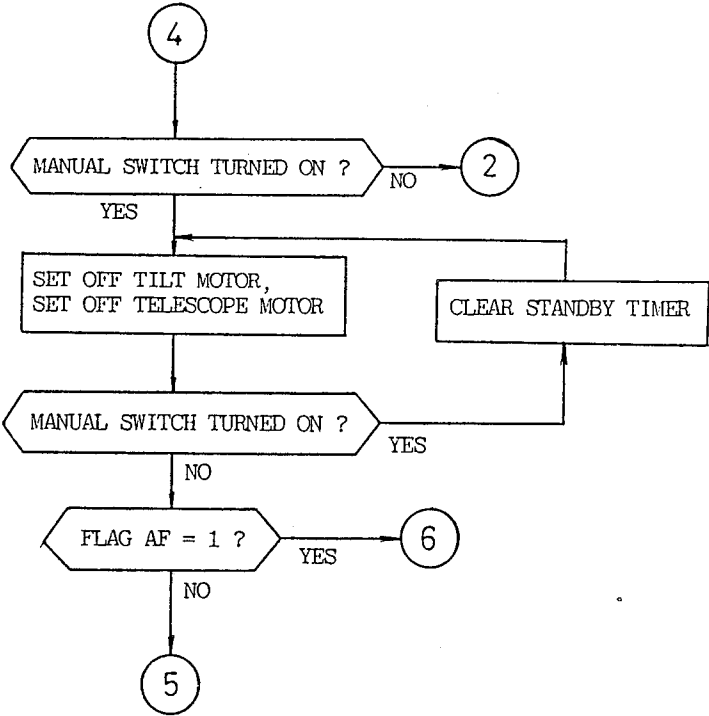 4
MANUAL SWITCH TURNED ON ?
NO
2
YES
SET OFF TILT MOTOR,
SET OFF TELESCOPE MOTOR
CLEAR STANDBY TIMER
MANUAL SWITCH TURNED ON ?
YES
NO
FLAG AF = 1 ?
YES
6
NO
5